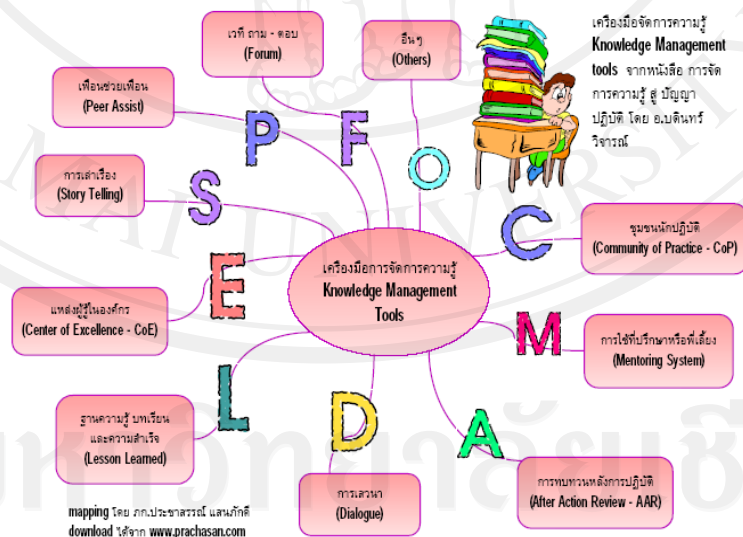 เวที ถาม - ตอบ
(Forum)
อื่นๆ
(Others)
เครื่องมือจัดการความรู้
Knowledge Management
tools จากหนังสือ การจัด
การความรู้ สู่ ปัญญา
ปฏิบัติ โดย อ.บดินทร์
วิจารณ์
เพื่อนช่วยเพื่อน
(Peer Assist)
P
F
O
การเล่าเรื่อง
(Story Telling)
S
C
ชุมชนนักปฏิบัติ
(Community of Practice - CoP)
MAI UNIVERSITY
เครื่องมือการจัดการความรู้
Knowledge Management
Tools
E
แหล่งผู้รู้ในองค์กร
(Center of Excellence - CoE)
M
การใช้ที่ปรึกษาหรือพี่เลี้ยง
(Mentoring System)
L
D
A
ฐานความรู้ บทเรียน
และความสำเร็จ
(Lesson Learned)
การทบทวนหลังการปฏิบัติ
(After Action Review - AAR)
การเสวนา
(Dialogue)
mapping โดย ภก.ประชาสรรณ์ แสนภักดี
download ได้จาก www.prachasan.com